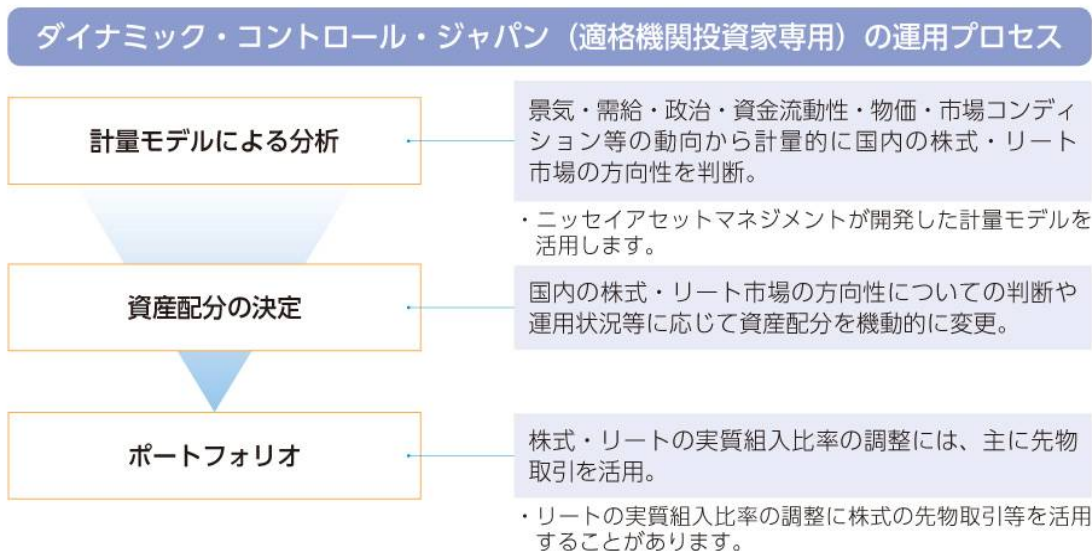 ダイナミック・コントロール・ジャパン（適格機関投資家専用）の運用プロセス
計量モデルによる分析
景気・需給・政治・資金流動性・物価・市場コンディ
ション等の動向から計量的に国内の株式・リート
市場の方向性を判断。
・ニッセイアセットマネジメントが開発した計量モデルを
活用します。
資産配分の決定
国内の株式・リート市場の方向性についての判断や
運用状況等に応じて資産配分を機動的に変更。
ポートフォリオ
株式・リートの実質組入比率の調整には、主に先物
取引を活用。
・リートの実質組入比率の調整に株式の先物取引等を活用
することがあります。